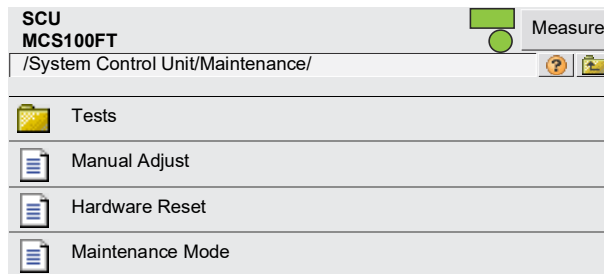 SCU
MCS100FT
Measure
/System Control Unit/Maintenance/
?
Tests
Manual Adjust
Hardware Reset
Maintenance Mode